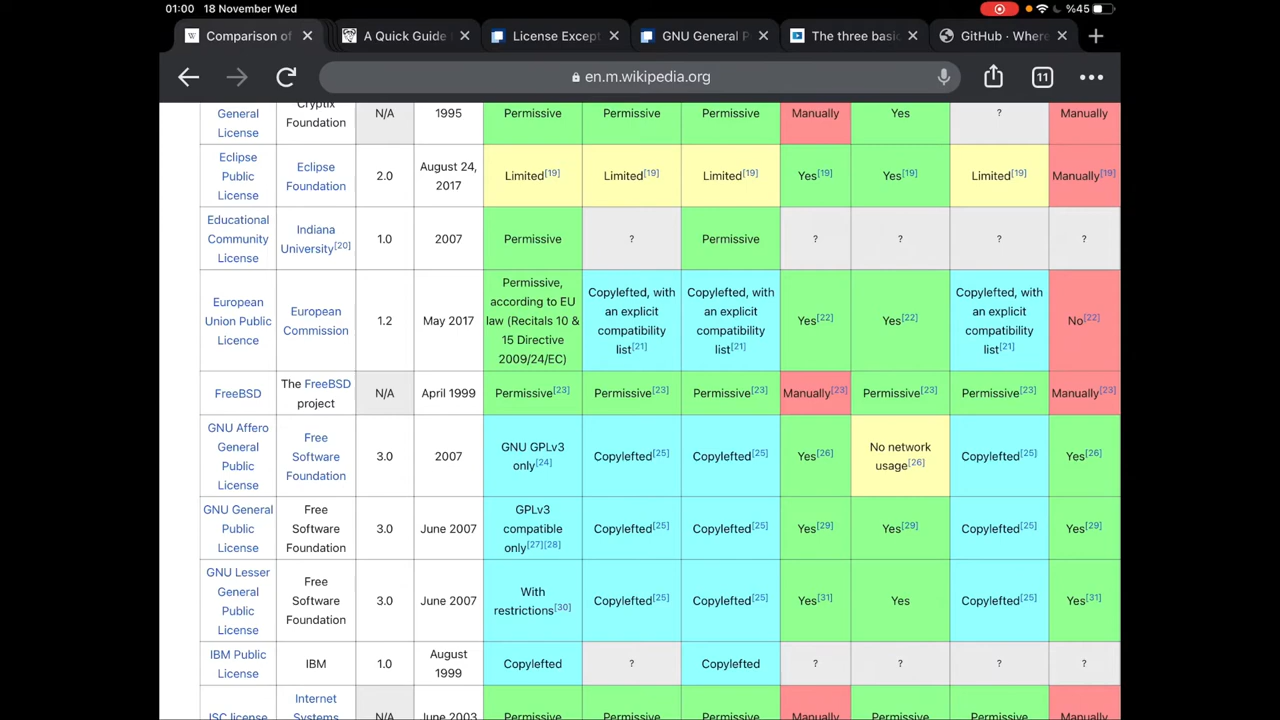 01:00 18 November Wed %45
Comparison of
A Quick Guide
License Except
GNU General P
The three basic
GitHub · Where
en.m.wikipedia.org
11
General License
Cryptix Foundation
N/A
1995
Permissive
Permissive
Permissive
Manually
Yes
?
Manually
Eclipse
Public
License
Eclipse
Foundation
2.0
August 24,
2017
Limited[19]
Limited[19]
Limited[19]
Yes[19]
Yes[19]
Limited[19]
Manually[19]
Educational
Community
License
Indiana
University[20]
1.0
2007
Permissive
?
Permissive
?
?
?
?
European
Union Public
Licence
European
Commission
1.2
May 2017
Permissive,
according to EU
law (Recitals 10 &
15 Directive
2009/24/EC)
Copylefted, with
an explicit
compatibility
list[21]
Copylefted, with
an explicit
compatibility
list[21]
Yes[22]
Yes[22]
Copylefted, with
an explicit
compatibility
list[21]
No[22]
FreeBSD
The FreeBSD
project
N/A
April 1999
Permissive[23]
Permissive[23]
Permissive[23]
Manually[23]
Permissive[23]
Permissive[23]
Manually[23]
GNU Affero
General
Public
License
Free
Software
Foundation
3.0
2007
GNU GPLv3
only[24]
Copylefted[25]
Copylefted[25]
Yes[26]
No network
usage[26]
Copylefted[25]
Yes[26]
GNU General
Public
License
Free
Software
Foundation
3.0
June 2007
GPLv3
compatible
only[27][28]
Copylefted[25]
Copylefted[25]
Yes[29]
Yes[29]
Copylefted[25]
Yes[29]
GNU Lesser
General
Public
License
Free
Software
Foundation
3.0
June 2007
With
restrictions[30]
Copylefted[25]
Copylefted[25]
Yes[31]
Yes
Copylefted[25]
Yes[31]
IBM Public
License
IBM
1.0
August
1999
Copylefted
?
Copylefted
?
?
?
?
ISC license
Internet
Systems
N/A
June 2003
Permissive
Permissive
Permissive
Manually
Permissive
Permissive
Manually